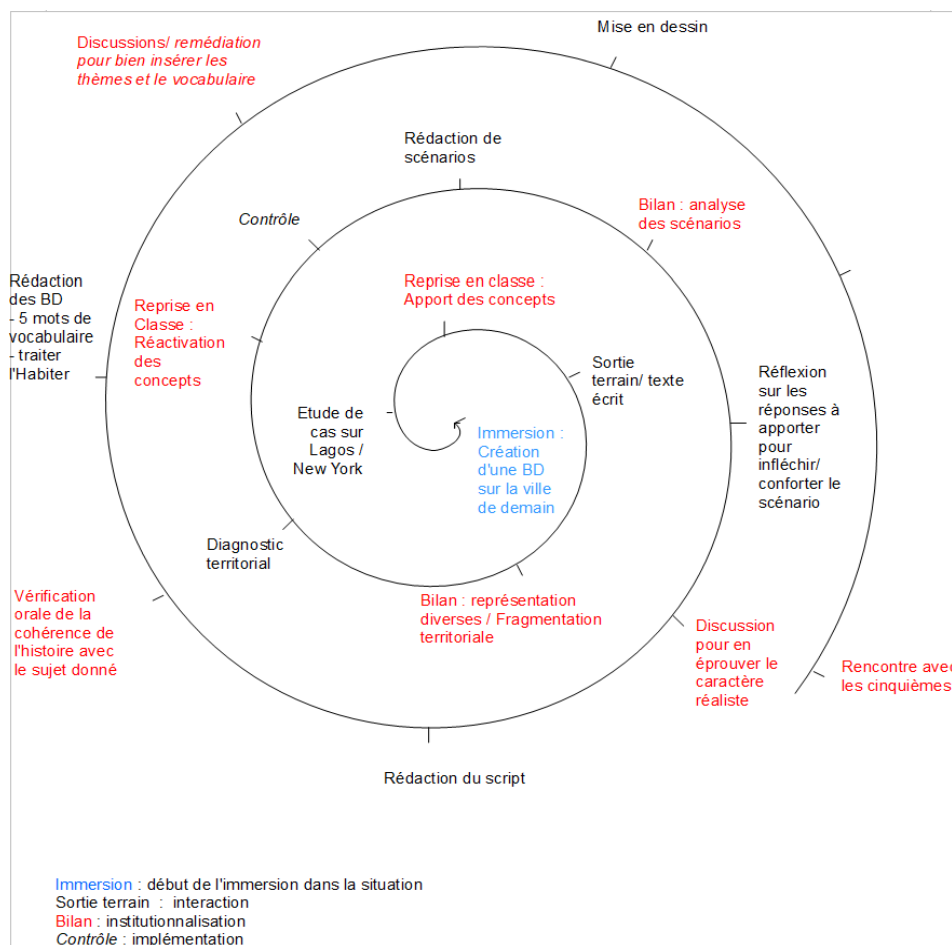 Mise en dessin
Discussions/ remédiation
pour bien insérer les
thèmes et le vocabulaire
Rédaction de
scénarios
Bilan : analyse
des scénarios
Contrôle
Rédaction
des BD
- 5 mots de
vocabulaire
- traiter
l'Habiter
Reprise en
Classe :
Réactivation
des
concepts
Reprise en classe :
Apport des concepts
Sortie
terrain/ texte
écrit
Réflexion
sur les
réponses à
apporter
pour
infléchir/
conforter le
scénario
Etude de
cas sur
Lagos /
New York
Immersion :
Création
d'une BD
sur la ville
de demain
Diagnostic
territorial
Bilan : représentation
diverses / Fragmentation
territoriale
Vérification
orale de la
cohérence de
l'histoire avec
le sujet donné
Discussion
pour en
éprouver le
caractère
réaliste
Rencontre avec
les cinquièmes
Rédaction du script
Immersion : début de l'immersion dans la situation
Sortie terrain : interaction
Bilan : institutionnalisation
Contrôle : implémentation